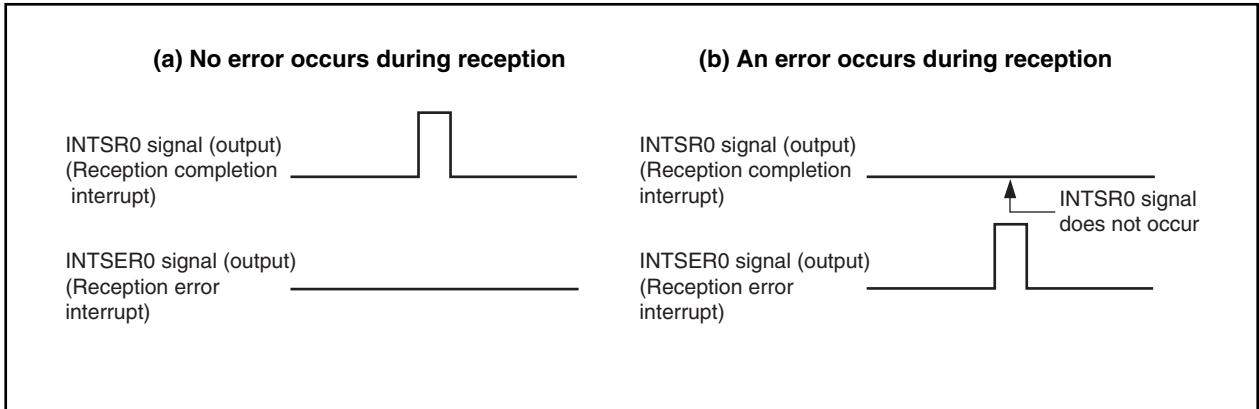 (a) No error occurs during reception
INTSR0 signal (output)
(Reception completion
interrupt)
INTSER0 signal (output)
(Reception error
interrupt)
(b) An error occurs during reception
INTSR0 signal (output)
(Reception completion
interrupt)
INTSR0 signal
does not occur
INTSER0 signal (output)
(Reception error
interrupt)